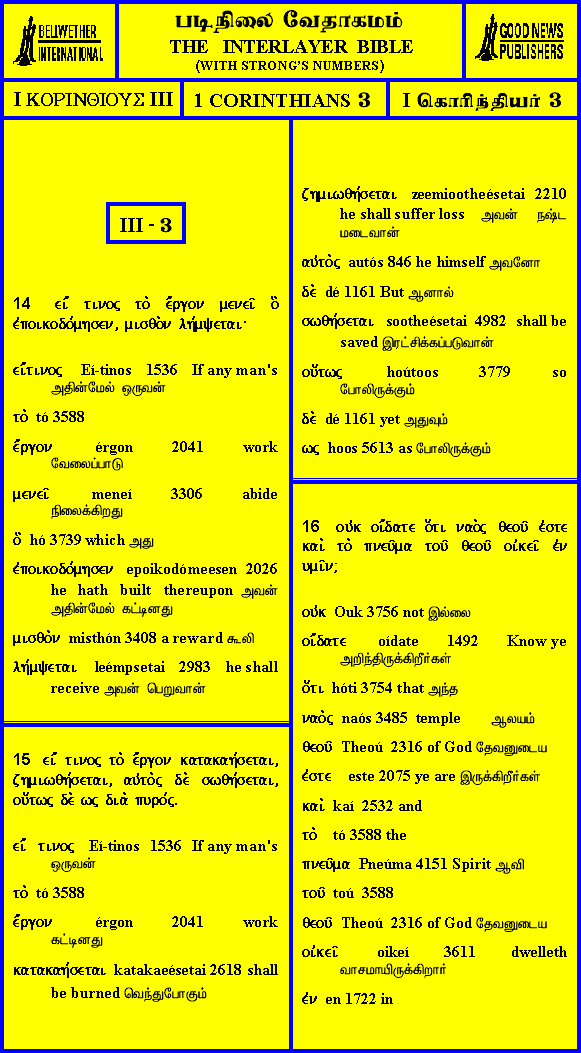 BELLWETHER
INTERNATIONAL
படிநிலை வேதாகமம்
THE INTERLAYER BIBLE
(WITH STRONG'S NUMBERS)
GOOD NEWS
PUBLISHERS
I ΚΟΡΙΝΘΙΟΥΣ III
1 CORINTHIANS 3
I கொரிந்தியர் 3
III - 3
14 εἴ τινος τὸ ἔργον μενεῖ ὃ
ἐποικοδόμησεν, μισθὸν λήμψεται·
εἴτινος Eí-tinos 1536 If any man's
அதின்மேல் ஒருவன்
τὸ tó 3588
ἔργον érgon 2041 work
வேலைப்பாடு
μενεῖ meneí 3306 abide
நிலைக்கிறது
ὃ hó 3739 which அது
ἐποικοδόμησεν epoikodómeesen 2026
he hath built thereupon அவன்
அதின்மேல் கட்டினது
μισθὸν misthón 3408 a reward கூலி
λήμψεται leémpsetai 2983 he shall
receive அவன் பெறுவான்
15 εἴ τινος τὸ ἔργον κατακαήσεται,
ζημιωθήσεται, αὐτὸς δὲ σωθήσεται,
οὕτως δὲ ως διὰ πυρός.
εἴ τινος Eí-tinos 1536 If any man's
ஒருவன்
τὸ tó 3588
ἔργον érgon 2041 work
கட்டினது
κατακαήσεται katakaeésetai 2618 shall
be burned வெந்துபோகும்
ζημιωθήσεται zeemiootheésetai 2210
he shall suffer loss அவன் நஷ்ட
மடைவான்
αὐτὸς autós 846 he himself அவனோ
δὲ dé 1161 But ஆனால்
σωθήσεται sootheésetai 4982 shall be
saved இரட்சிக்கப்படுவான்
οὕτως hoútoos 3779 so
போலிருக்கும்
δὲ dé 1161 yet அதுவும்
ως hoos 5613 as போலிருக்கும்
16 οὐκ οἴδατε ὅτι ναὸς θεοῦ ἐστε
καὶ τὸ πνεῦμα τοῦ θεοῦ οἰκεῖ ἐν
υμῖν;
οὐκ Ouk 3756 not இல்லை
οἴδατε oídate 1492 Know ye
அறிந்திருக்கிறீர்கள்
ὅτι hóti 3754 that அந்த
ναὸς naós 3485 temple ஆலயம்
θεοῦ Theoú 2316 of God தேவனுடைய
ἐστε este 2075 ye are இருக்கிறீர்கள்
καὶ kaí 2532 and
τὸ tó 3588 the
πνεῦμα Pneúma 4151 Spirit ஆவி
τοῦ toú 3588
θεοῦ Theoú 2316 of God தேவனுடைய
οἰκεῖ oikeí 3611 dwelleth
வாசமாயிருக்கிறார்
ἐν en 1722 in